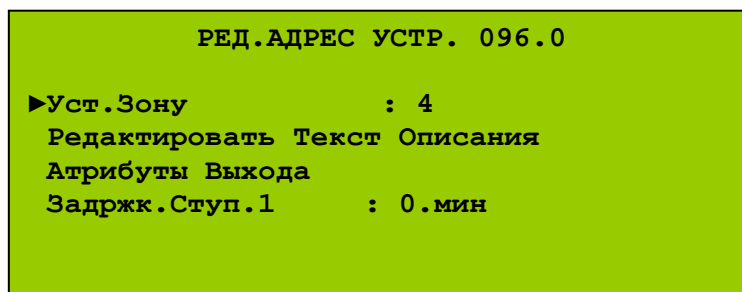 РЕД.АДРЕС УСТР. 096.0
►Уст.Зону : 4
Редактировать Текст Описания
Атрибуты Выхода
Задржк.Ступ.1 : 0.мин